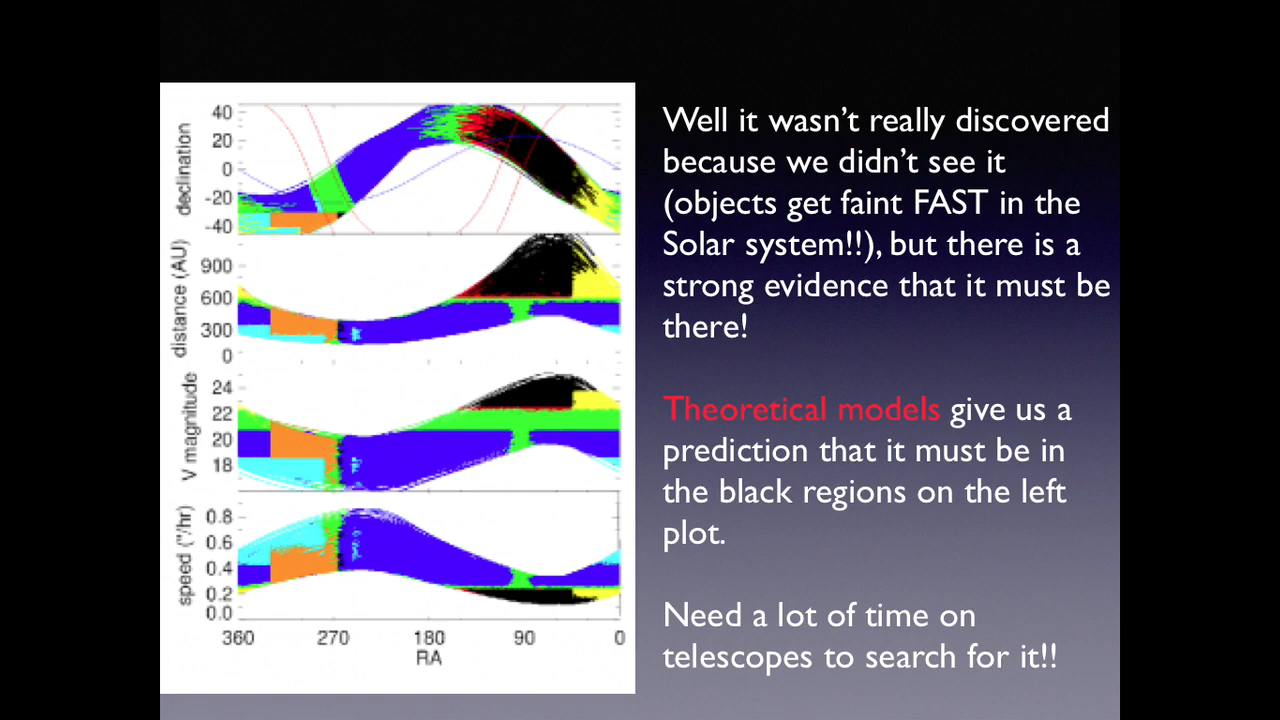 declination
40
20
0
-20
-40
distance (AU)
900
600
300
0
V magnitude
24
22
20
18
speed ("/hr)
0.8
0.6
0.4
0.2
0.0
360 270 180 90 0
RA
Well it wasn't really discovered
because we didn't see it
(objects get faint FAST in the
Solar system!!), but there is a
strong evidence that it must be
there!
Theoretical models give us a
prediction that it must be in
the black regions on the left
plot.
Need a lot of time on
telescopes to search for it!!